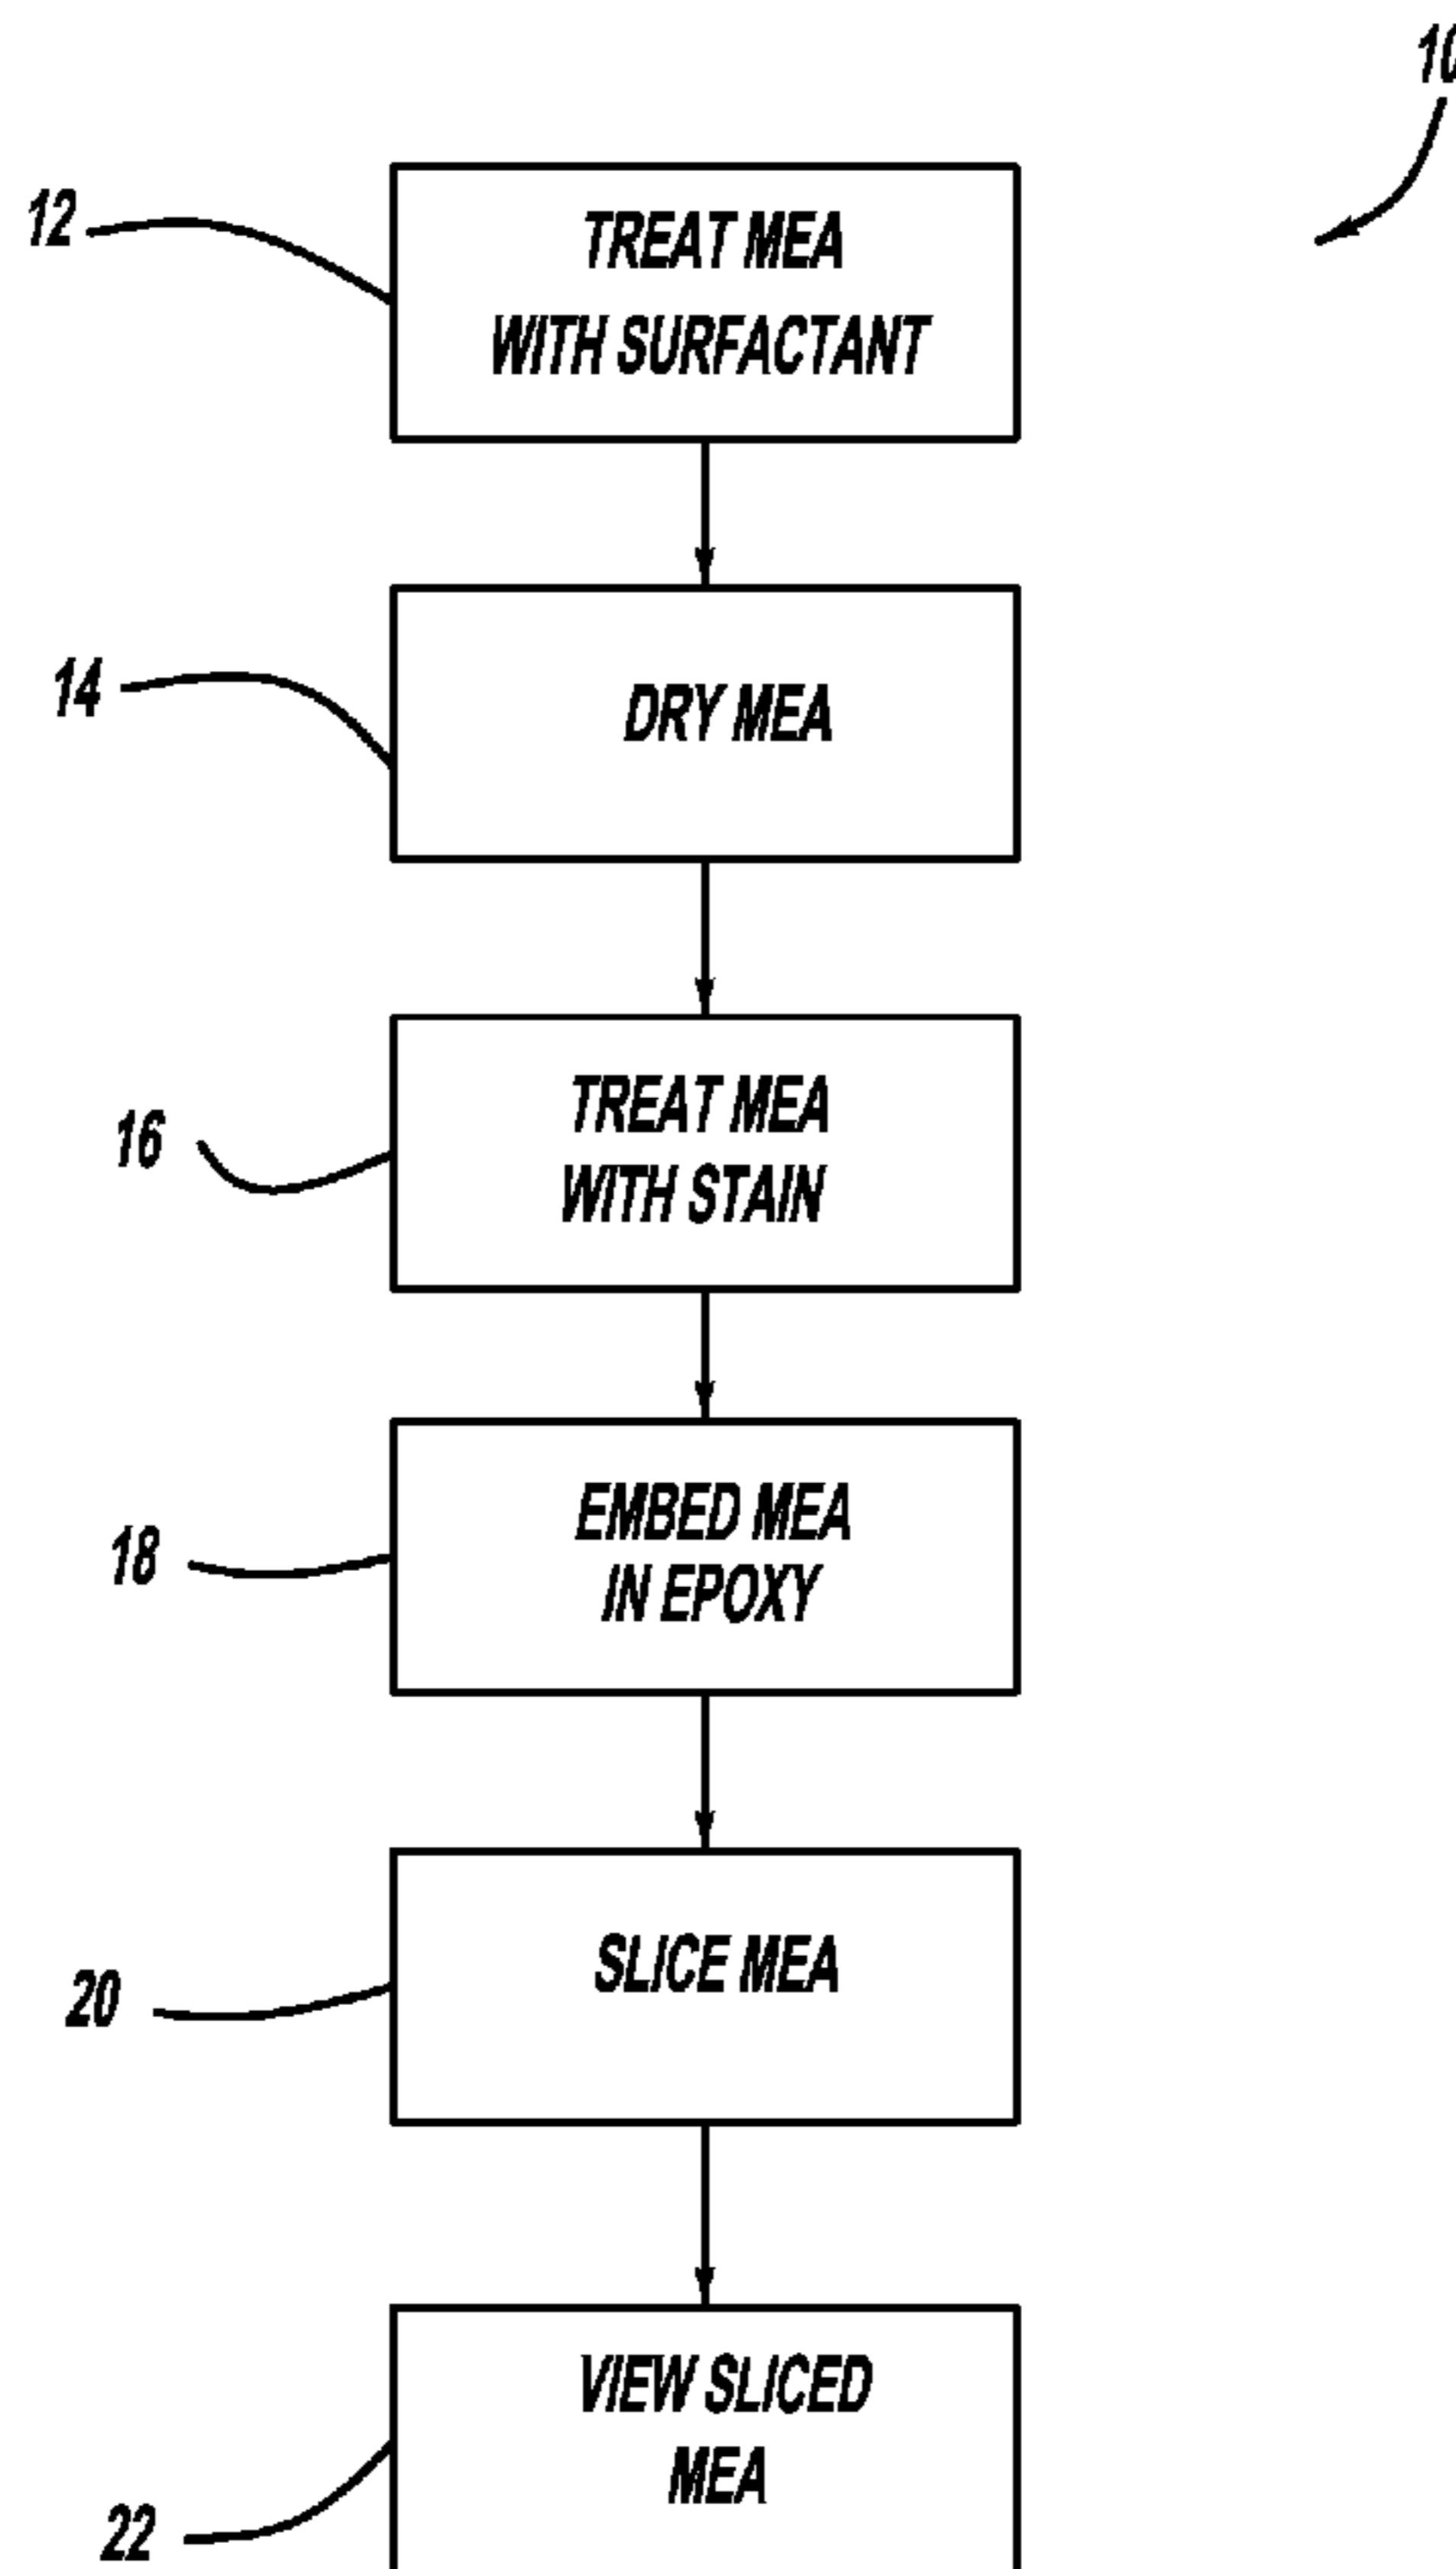 10
12
TREAT MEA
WITH SURFACTANT
14
DRY MEA
16
TREAT MEA
WITH STAIN
18
EMBED MEA
IN EPOXY
20
SLICE MEA
22
VIEW SLICED
MEA